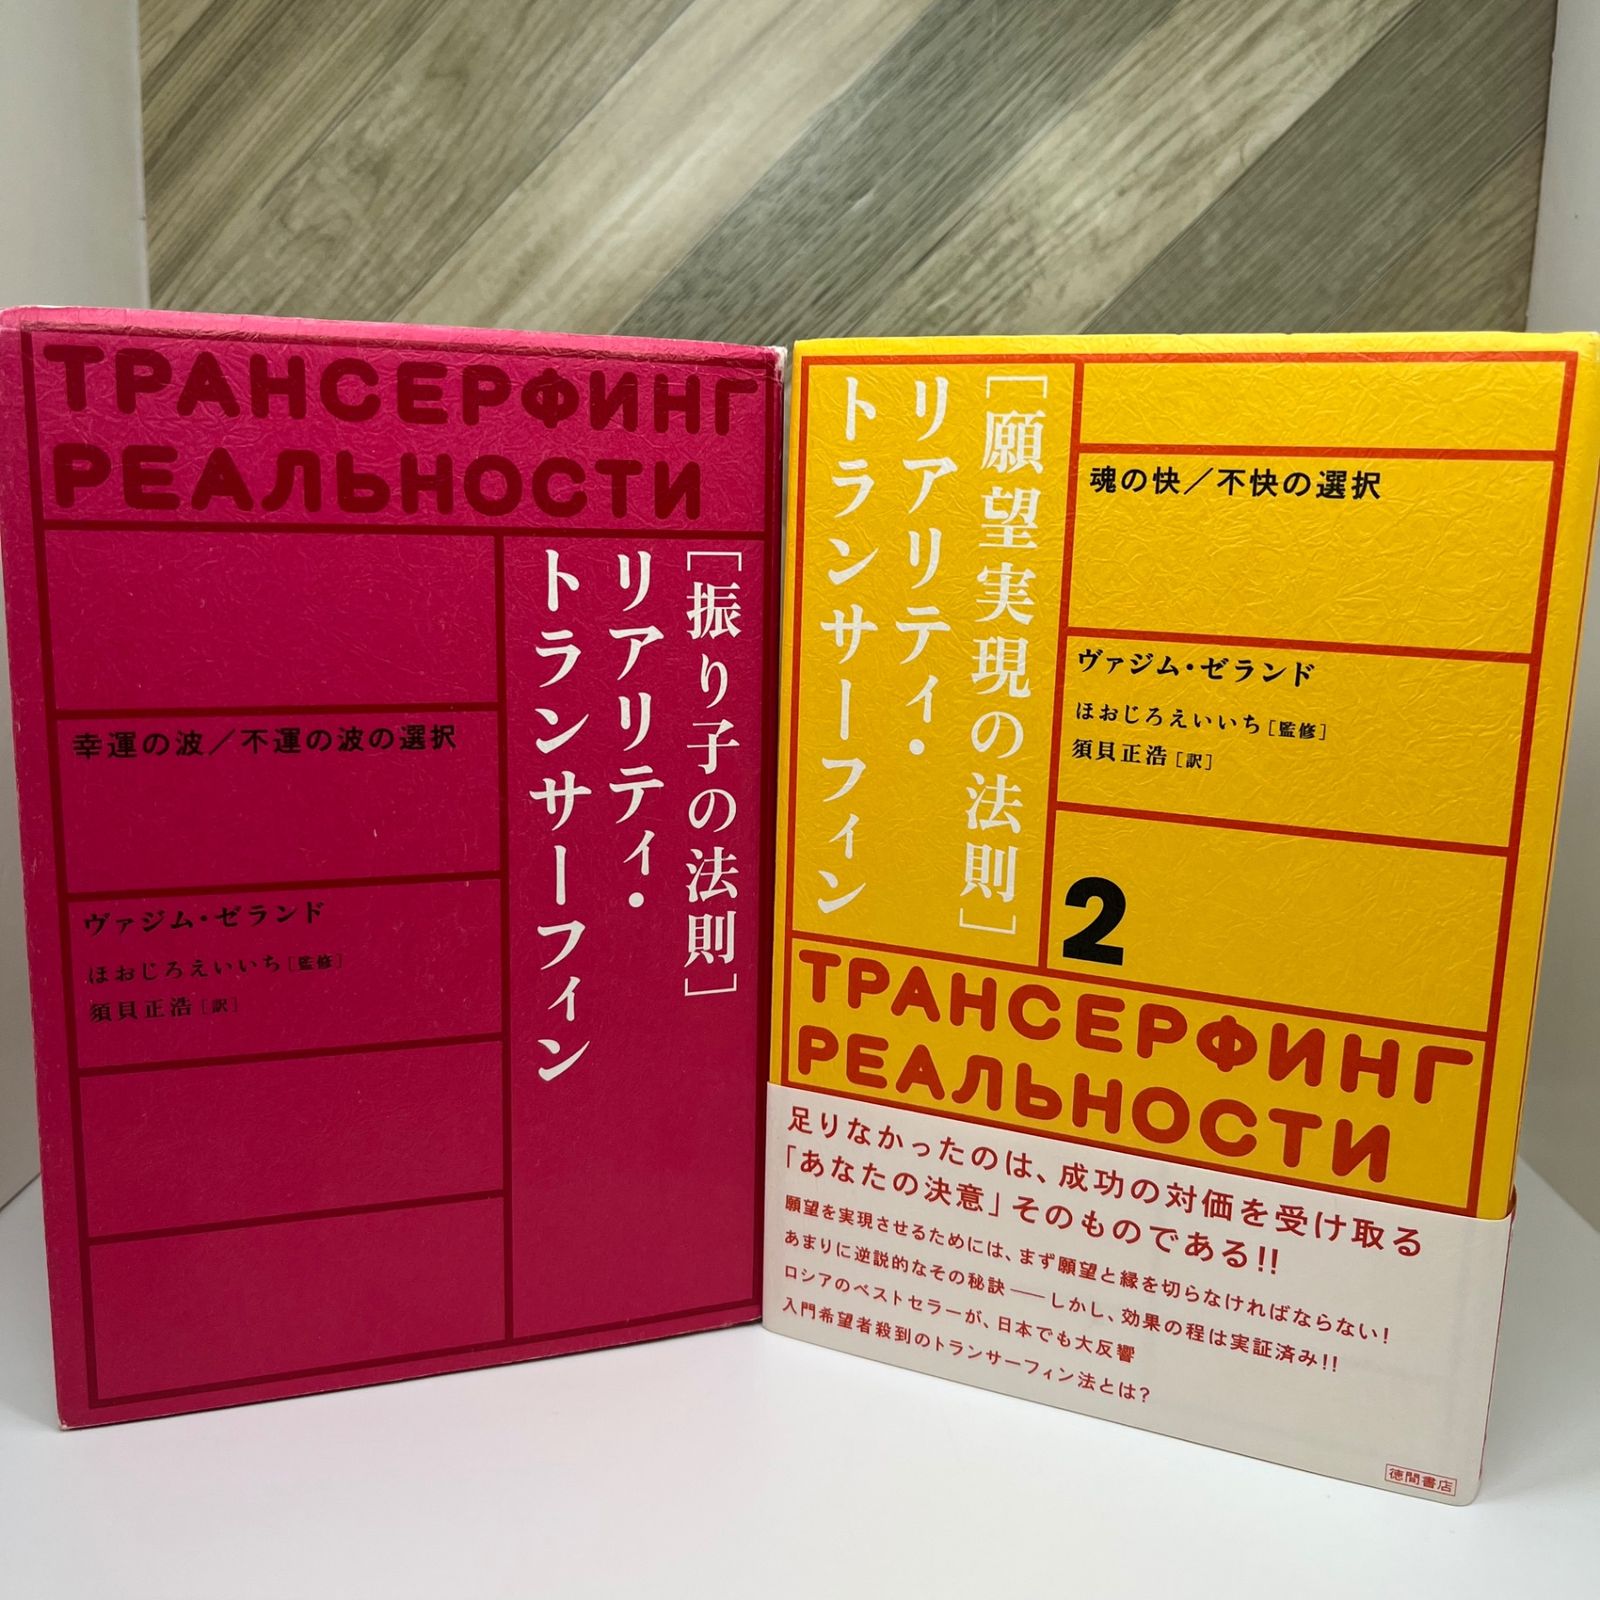 ТРАНСЕРФИНГ
РЕАЛЬНОСТИ
[振り子の法則]
リアリティ・
トランサーフィン
幸運の波／不運の波の選択
ヴァジム・ゼランド
ほおじろえいいち[監修]
須貝正浩[訳]
[願望実現の法則]
リアリティ・
トランサーフィン
魂の快／不快の選択
ヴァジム・ゼランド
ほおじろえいいち[監修]
須貝正浩[訳]
2
ТРАНСЕРФИНГ
РЕАЛЬНОСТИ
足りなかったのは、成功の対価を受け取る
「あなたの決意」そのものである!!
願望を実現させるためには、まず願望と縁を切らなければならない!
あまりに逆説的なその秘訣――しかし、効果の程は実証済み!!
ロシアのベストセラーが、日本でも大反響
入門希望者殺到のトランサーフィン法とは?
徳間書店